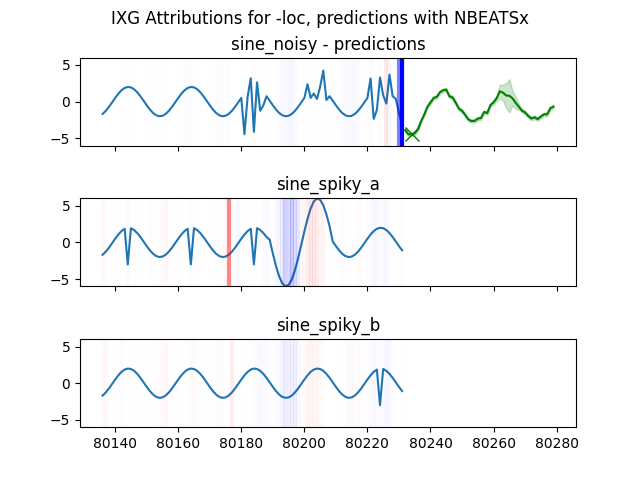 IXG Attributions for -loc, predictions with NBEATSx
sine_noisy - predictions
5
0
−5
sine_spiky_a
5
0
−5
sine_spiky_b
5
0
−5
80140 80160 80180 80200 80220 80240 80260 80280